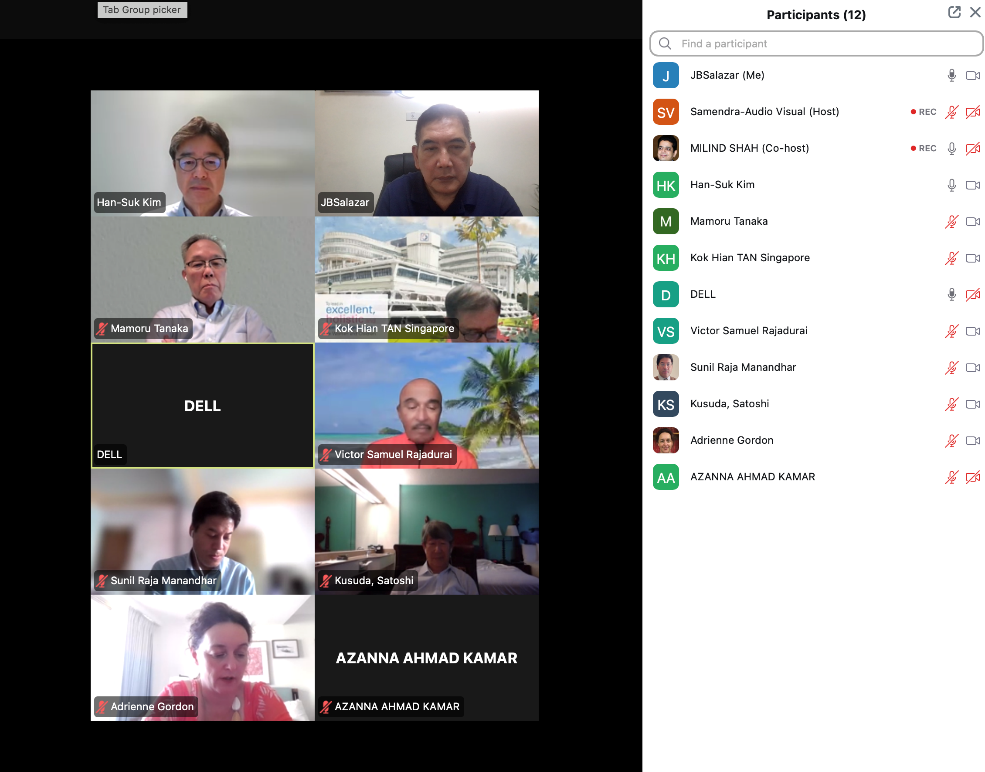 Tab Group picker
Han-Suk Kim
JBSalazar
Mamoru Tanaka
excellent,
Kok Hian TAN Singapore
DELL
DELL
Victor Samuel Rajadurai
Sunil Raja Manandhar
Kusuda, Satoshi
Adrienne Gordon
AZANNA AHMAD KAMAR
AZANNA AHMAD KAMAR
Participants (12)
Find a participant
J JBSalazar (Me)
SV Samendra-Audio Visual (Host) REC
MILIND SHAH (Co-host) REC
HK Han-Suk Kim
M Mamoru Tanaka
KH Kok Hian TAN Singapore
D DELL
VS Victor Samuel Rajadurai
Sunil Raja Manandhar
KS Kusuda, Satoshi
Adrienne Gordon
AA AZANNA AHMAD KAMAR